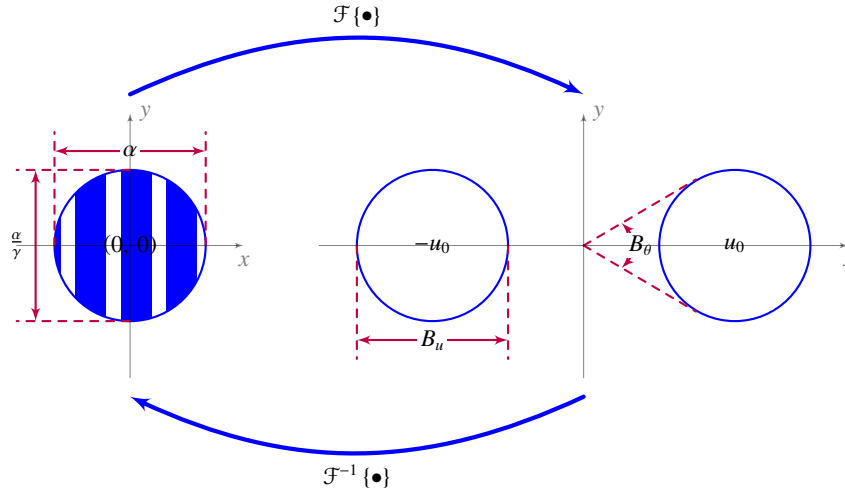 ℱ {●}
y
y
α
α/γ
(0, 0)
x
−u₀
B_θ
u₀
B_u
ℱ⁻¹ {●}